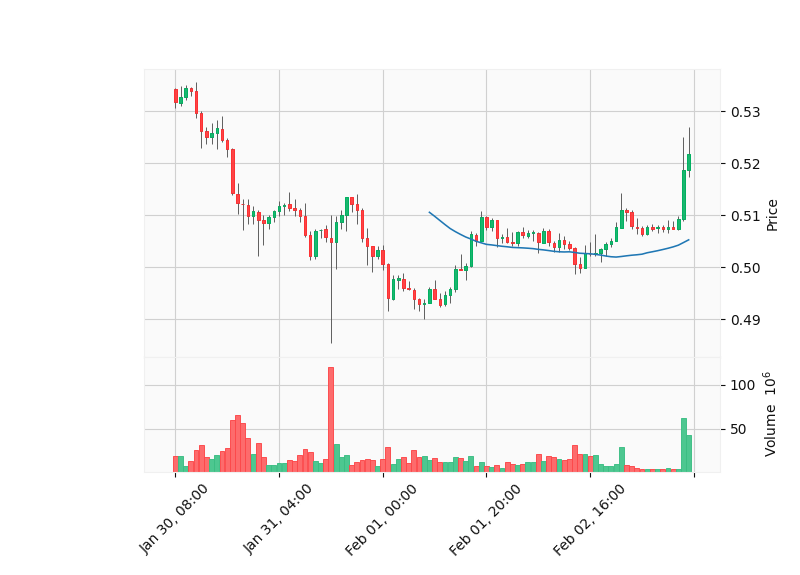 0.53
0.52
0.51
0.50
0.49
Price
100
50
Volume 10^6
Jan 30, 08:00
Jan 31, 04:00
Feb 01, 00:00
Feb 01, 20:00
Feb 02, 16:00